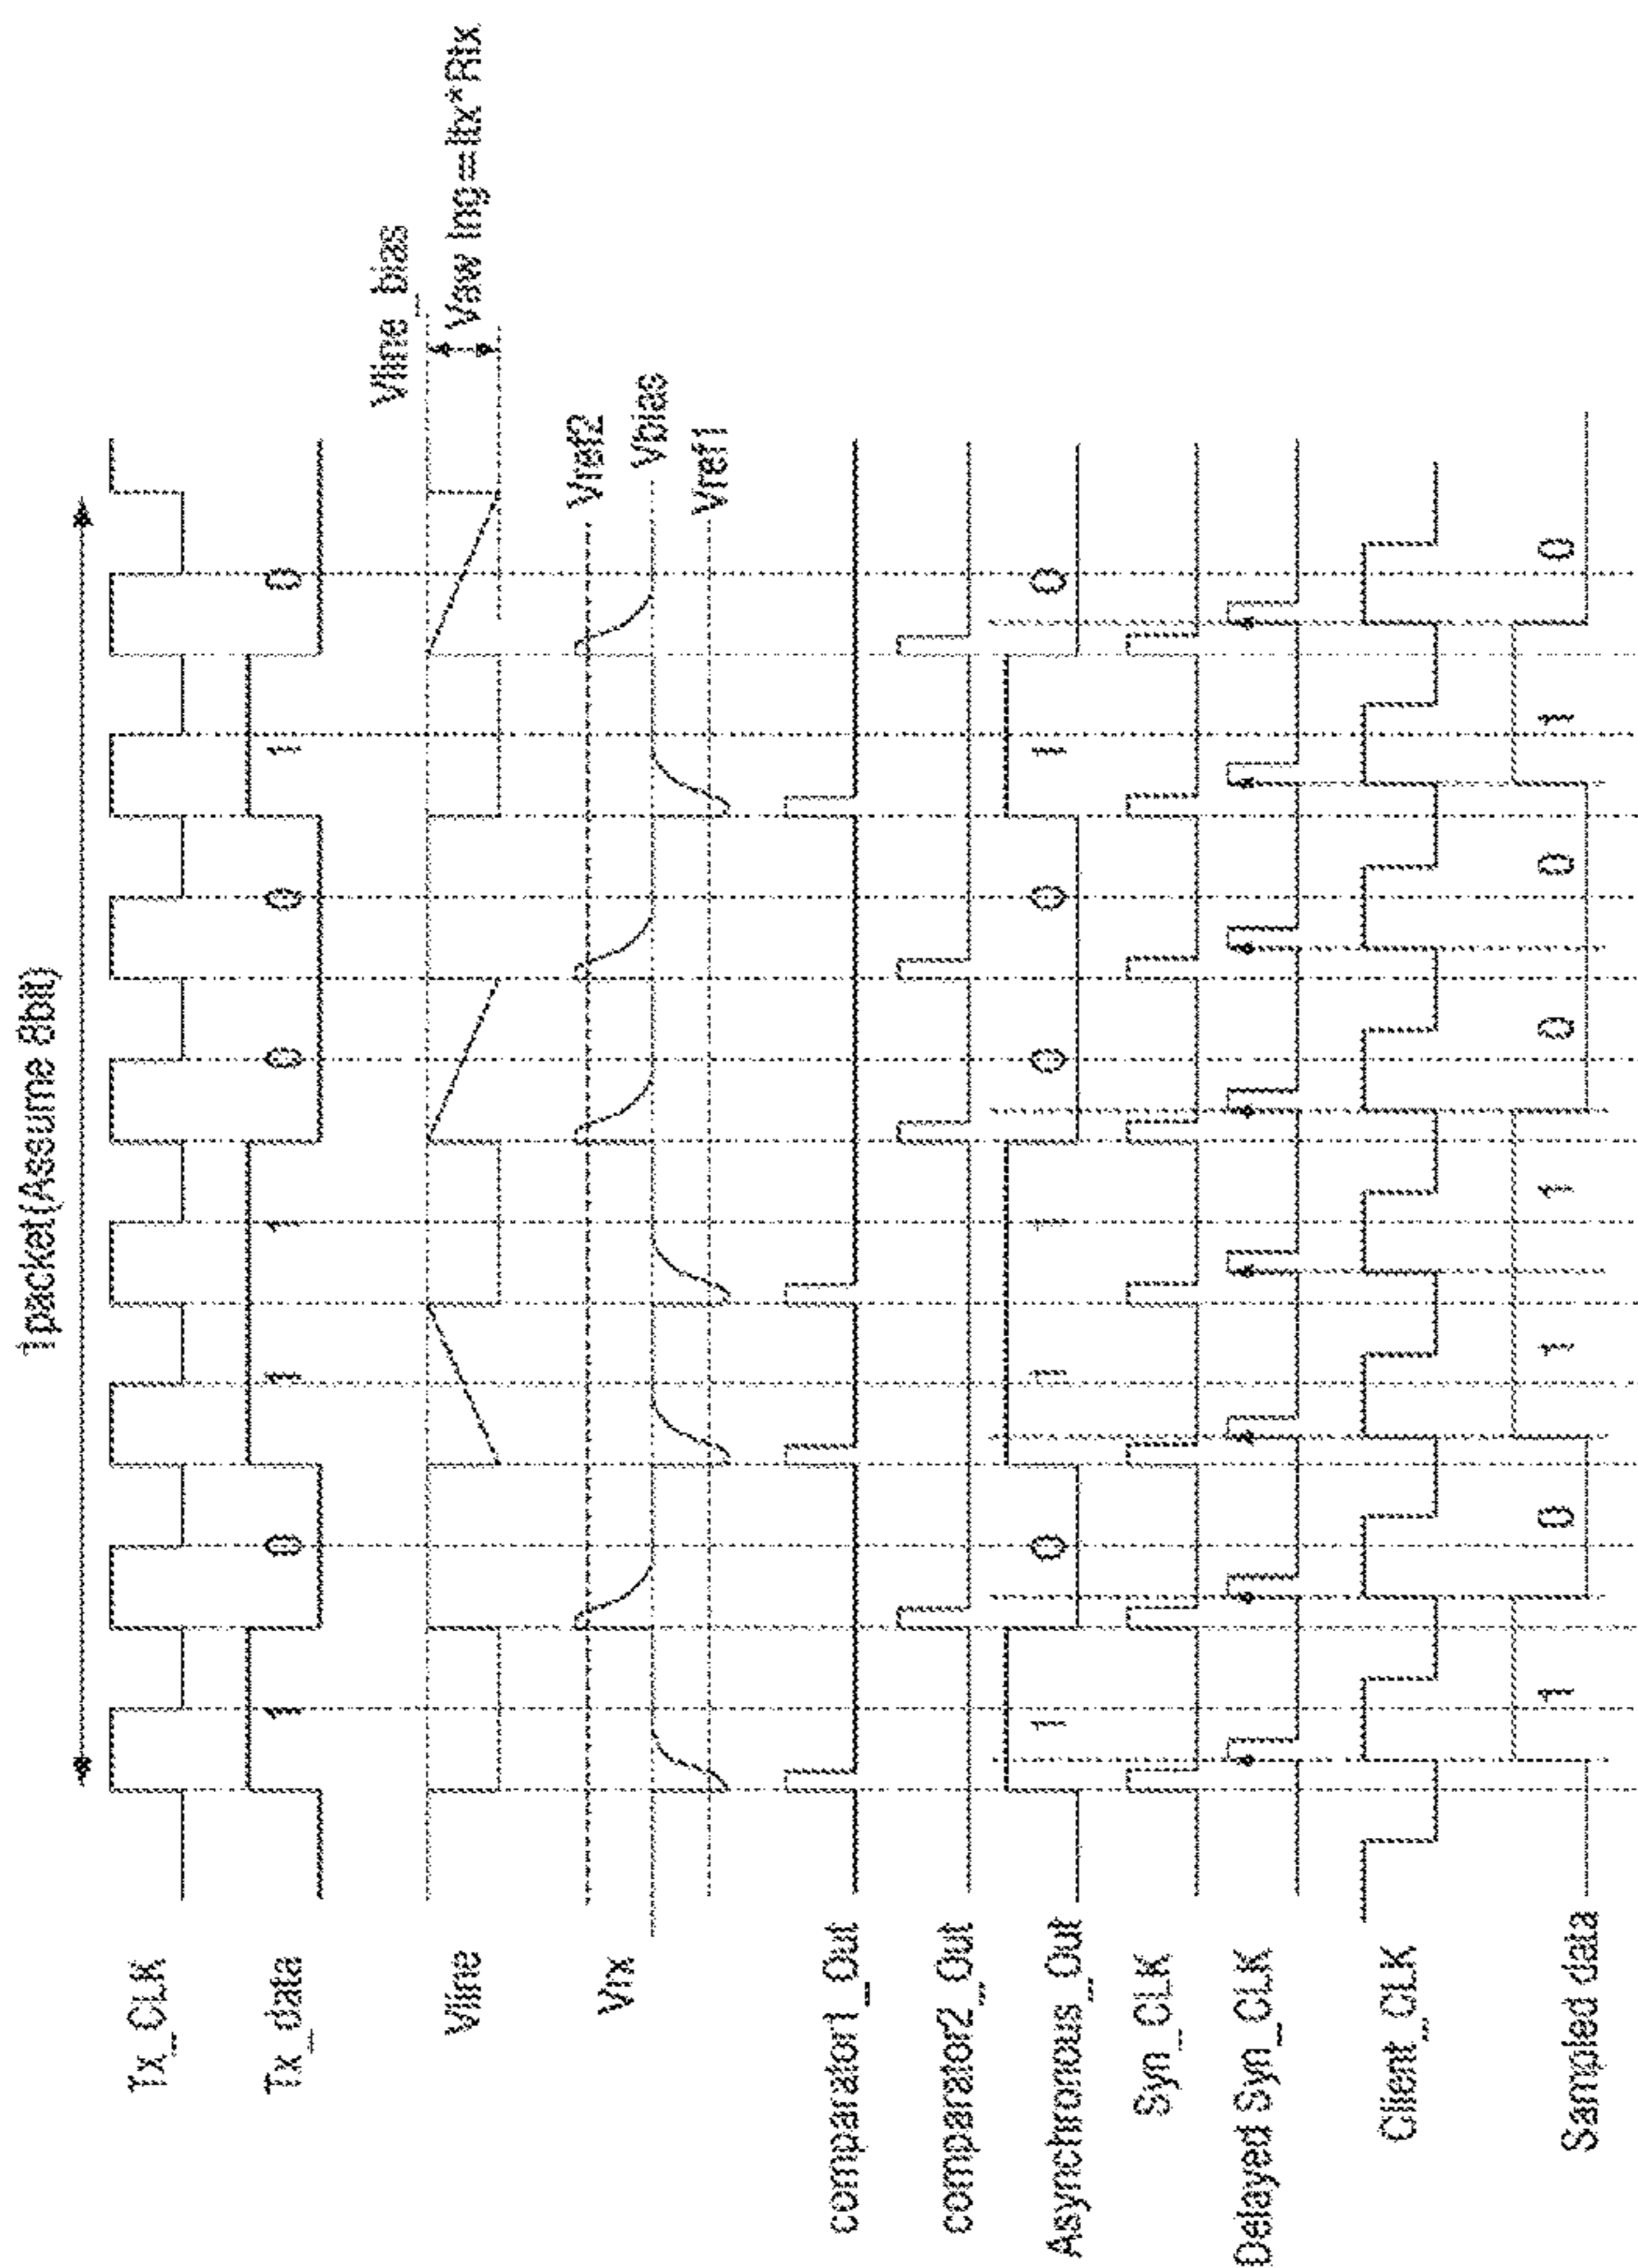 1packet(Assume 8bit)
Tx_CLK
Tx_data 1 0 1 1 0 0 1 0
Vline
Vline_bias
Vsw ing=Itx*Rtx
Vrx
Vref2
Vbias
Vref1
comparator1_Out
comparator2_Out
Asynchronous_Out 1 0 1 1 0 0 1 0
Syn_CLK
Delayed Syn_CLK
Client_CLK
Sampled data 1 0 1 1 0 0 1 0